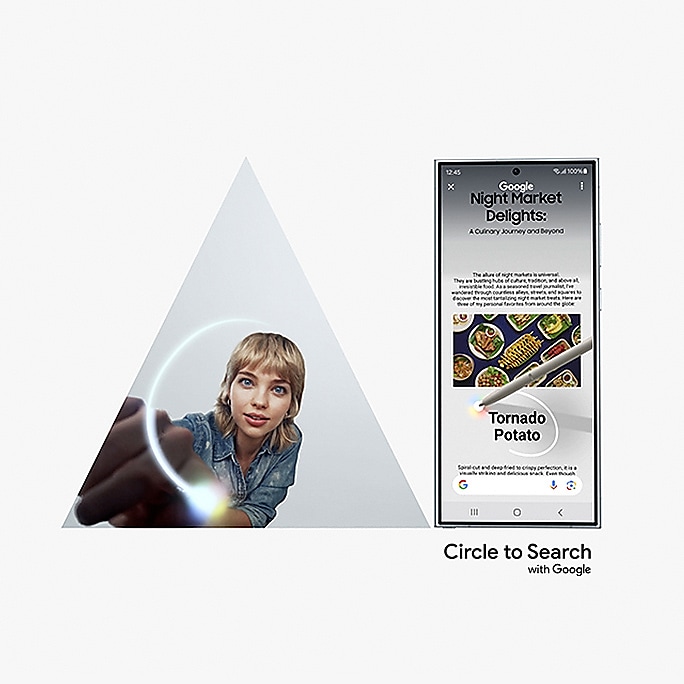 12:45
100%
Google
Night Market
Delights:
A Culinary Journey and Beyond
The allure of night markets is universal.
They are bustling hubs of culture, tradition, and above all,
irresistible food. As a seasoned travel journalist, I've
wandered through countless alleys, streets, and squares to
discover the most tantalizing night market treats. Here are
three of my personal favorites from around the globe
Tornado
Potato
Spiral-cut and deep fried to crispy perfection, it is a
visually striking and delicious snack. Even though
G
Circle to Search
with Google